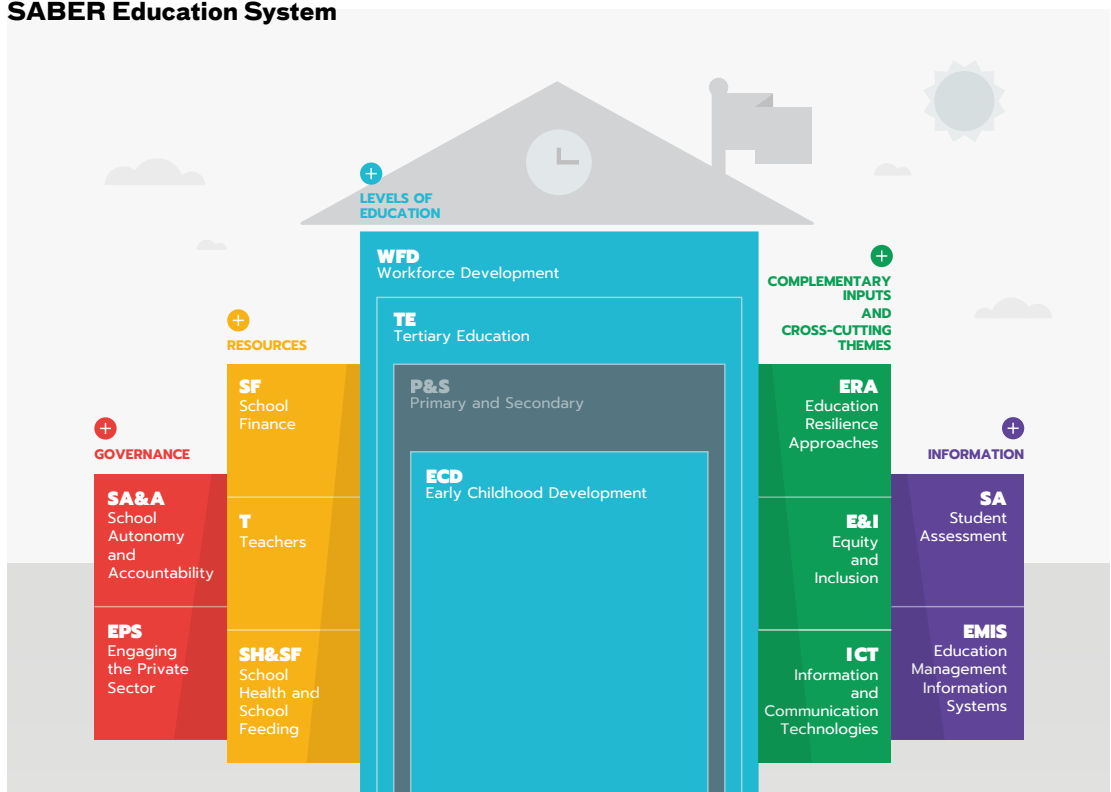 SABER Education System
LEVELS OF
EDUCATION
WFD
Workforce Development
TE
Tertiary Education
P&S
Primary and Secondary
ECD
Early Childhood Development
GOVERNANCE
SA&A
School
Autonomy
and
Accountability
EPS
Engaging
the Private
Sector
RESOURCES
SF
School
Finance
T
Teachers
SH&SF
School
Health and
School
Feeding
COMPLEMENTARY
INPUTS
AND
CROSS-CUTTING
THEMES
ERA
Education
Resilience
Approaches
E&I
Equity
and
Inclusion
ICT
Information
and
Communication
Technologies
INFORMATION
SA
Student
Assessment
EMIS
Education
Management
Information
Systems